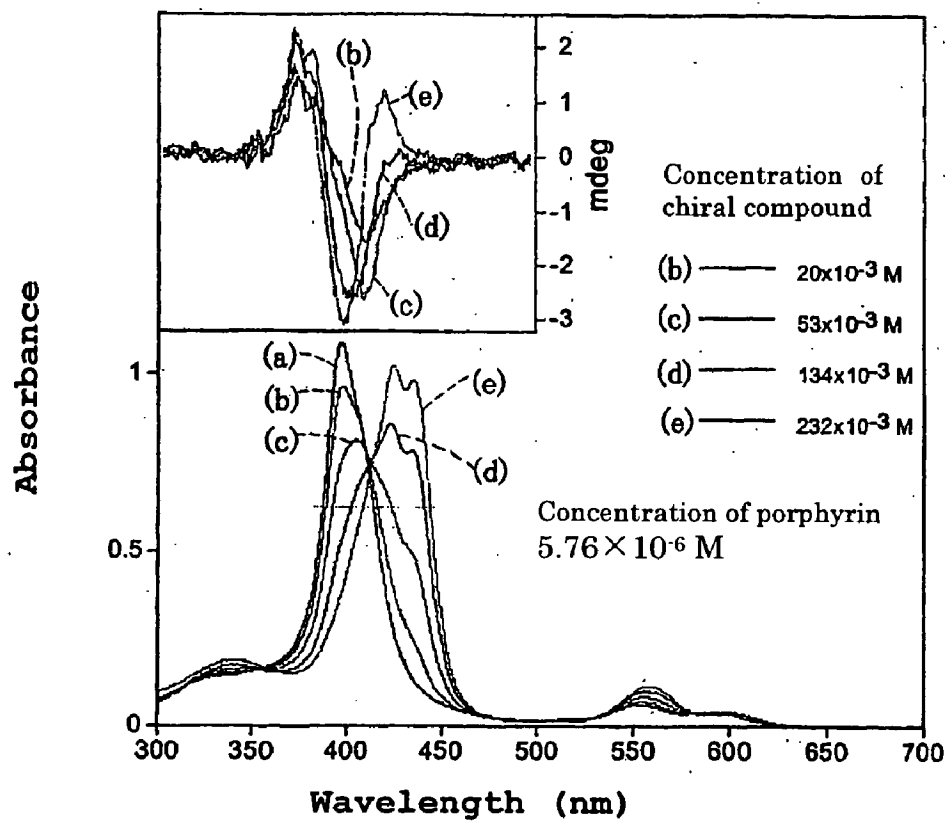 2
(b)
(e)
1
0
mdeg
-1
(d)
-2
(c)
-3
Concentration of
chiral compound
(b) 20x10-3 M
(c) 53x10-3 M
(d) 134x10-3 M
(e) 232x10-3 M
Concentration of porphyrin
5.76×10-6 M
Absorbance
1
0.5
0
(a)
(b)
(c)
(e)
(d)
300 350 400 450 500 550 600 650 700
Wavelength (nm)